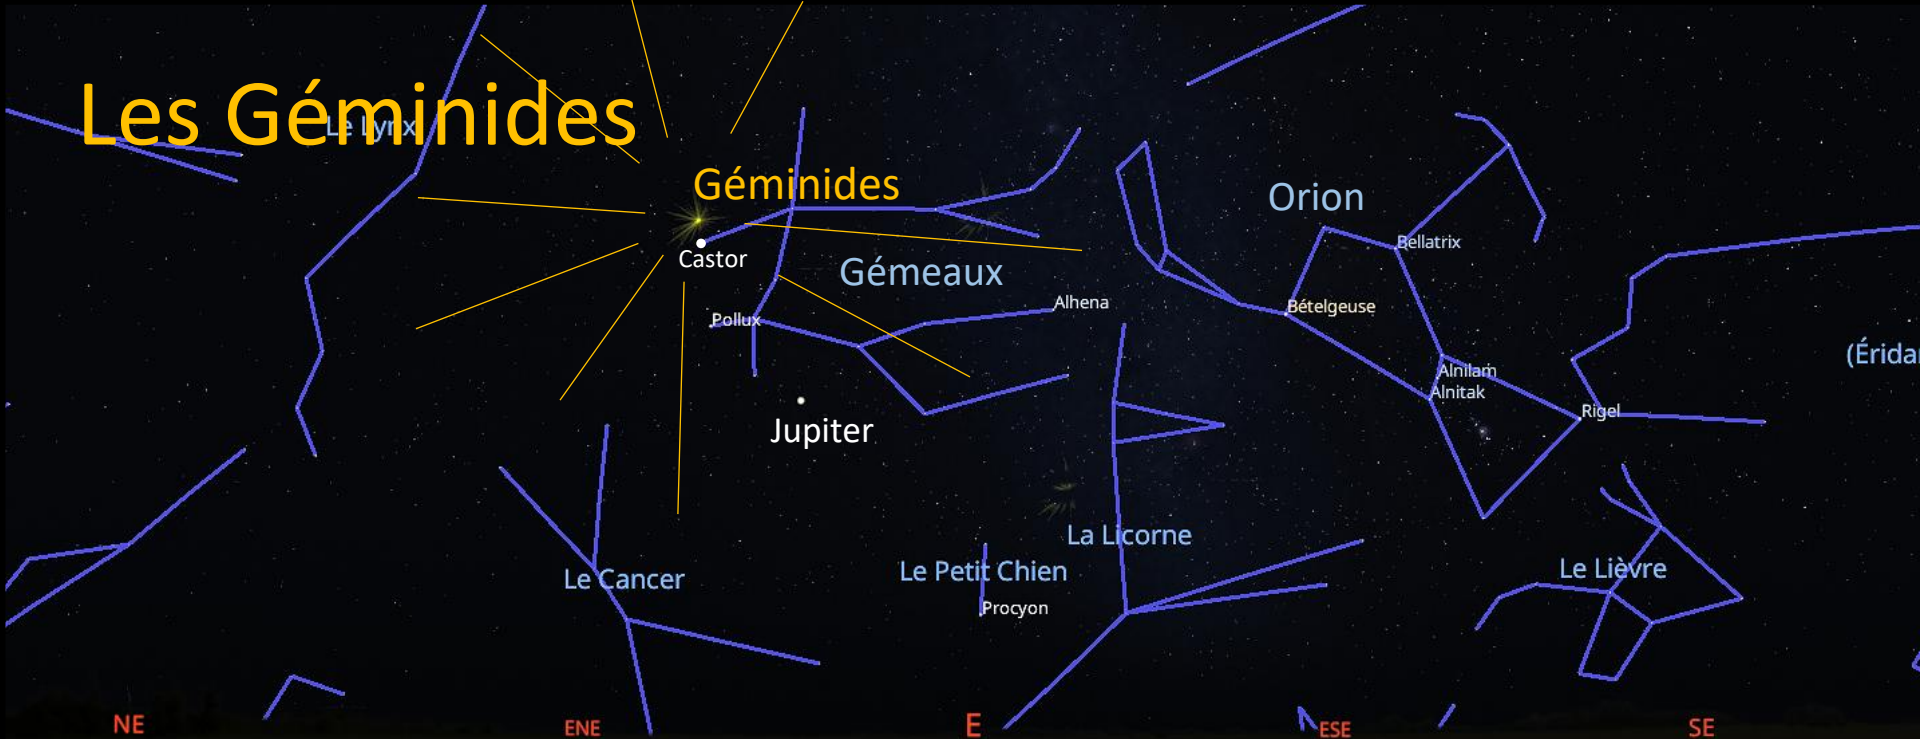 Les Géminides
Le Lynx
Géminides
Orion
Bellatrix
Castor
Gémeaux
Alhena
Bételgeuse
Pollux
(Érida
Alnilam
Alnitak
Rigel
Jupiter
La Licorne
Le Cancer
Le Petit Chien
Le Lièvre
Procyon
NE
ENE
E
ESE
SE